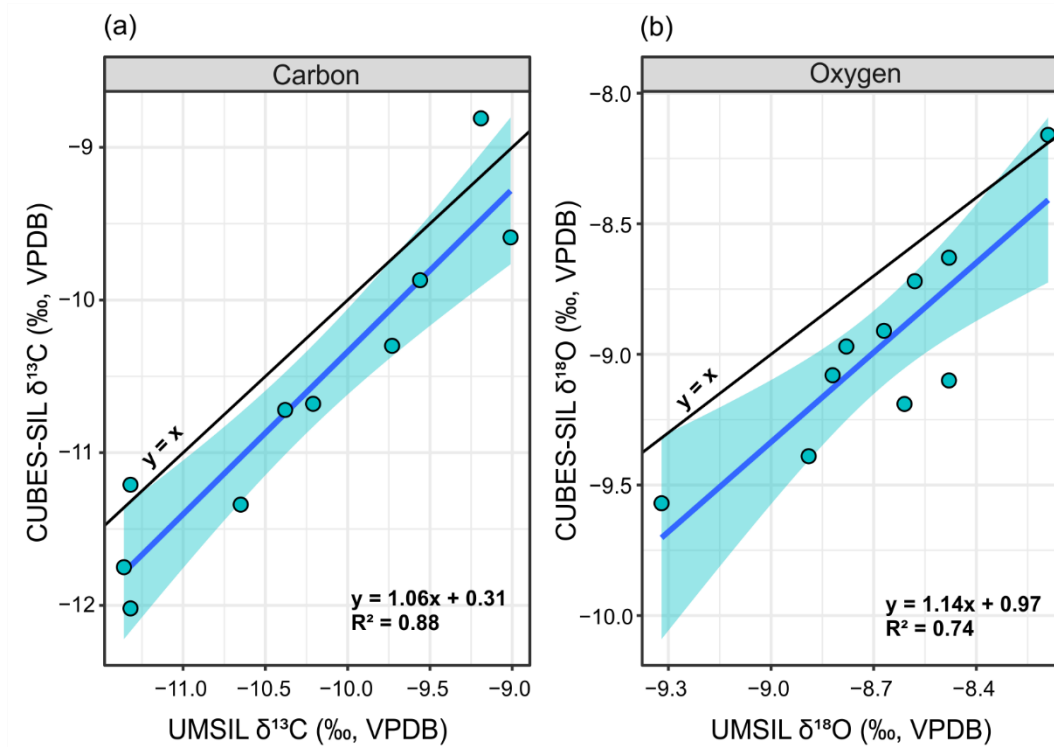 (a)
Carbon
CUBES-SIL δ¹³C (‰, VPDB)
−9
−10
−11
−12
y = x
y = 1.06x + 0.31
R² = 0.88
−11.0 −10.5 −10.0 −9.5 −9.0
UMSIL δ¹³C (‰, VPDB)
(b)
Oxygen
CUBES-SIL δ¹⁸O (‰, VPDB)
−8.0
−8.5
−9.0
−9.5
−10.0
y = x
y = 1.14x + 0.97
R² = 0.74
−9.3 −9.0 −8.7 −8.4
UMSIL δ¹⁸O (‰, VPDB)